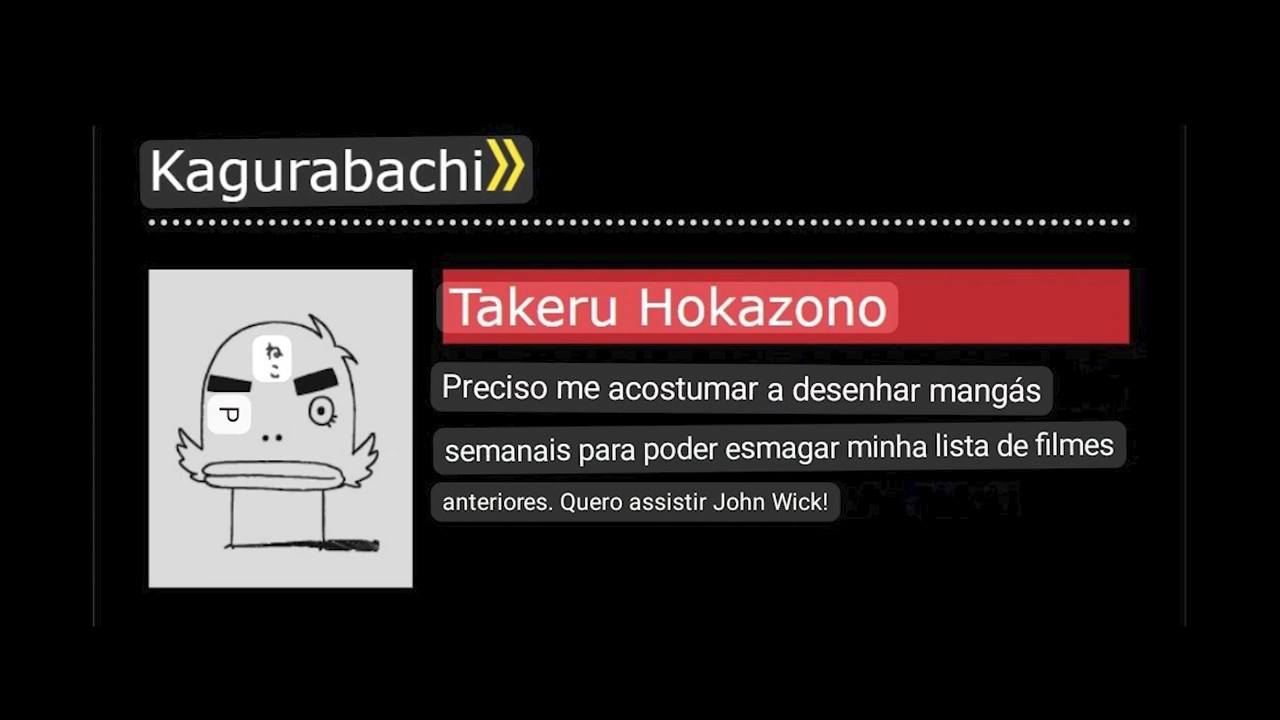 Kagurabachi»
Takeru Hokazono
ねこ
P
Preciso me acostumar a desenhar mangás
semanais para poder esmagar minha lista de filmes
anteriores. Quero assistir John Wick!